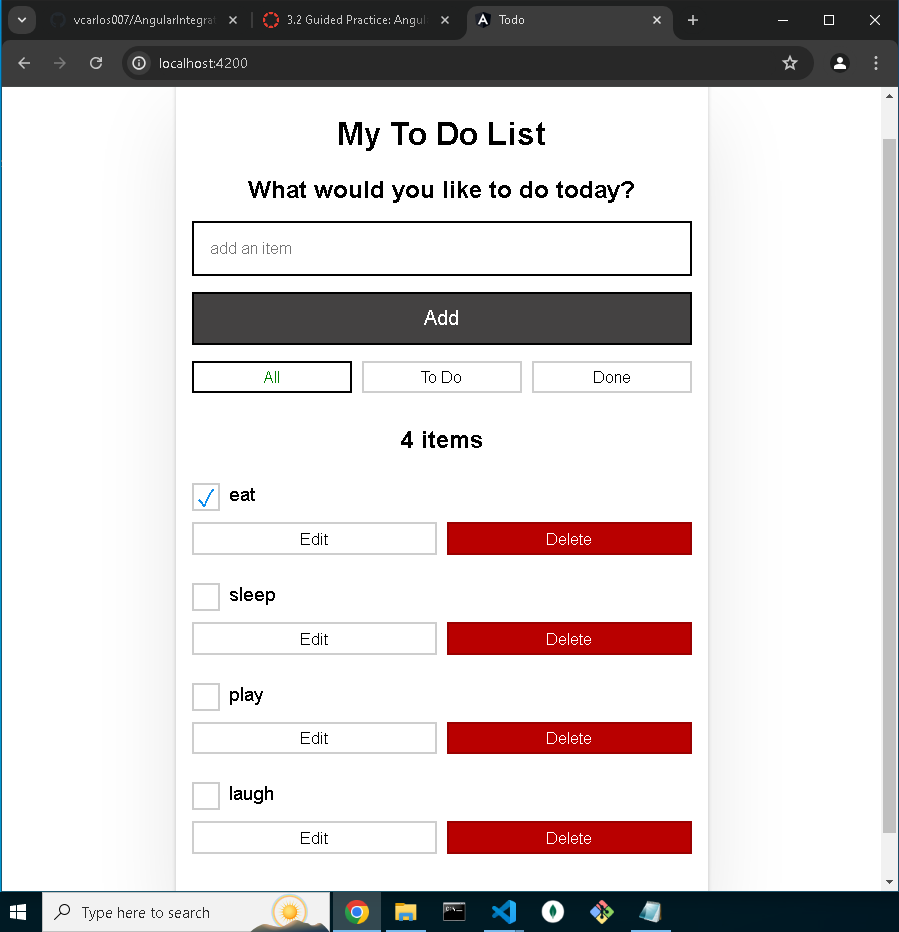 vcarlos007/AngularIntegrat
3.2 Guided Practice: Angul
Todo
localhost:4200
My To Do List
What would you like to do today?
add an item
Add
All To Do Done
4 items
eat
Edit Delete
sleep
Edit Delete
play
Edit Delete
laugh
Edit Delete
Type here to search